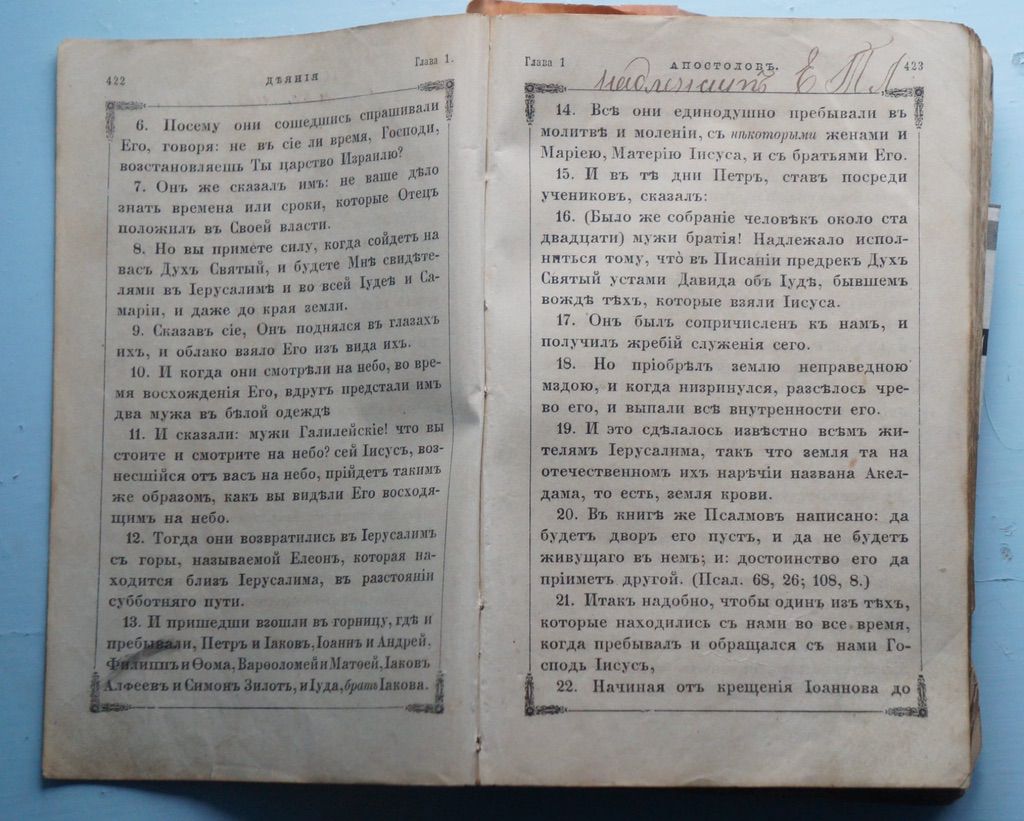 422
ДѢЯНІЯ
Глава 1.
6. Посему они сошедшись спрашивали
Его, говоря: не въ сіе ли время, Господи,
возстановляешь Ты царство Израилю?
7. Онъ же сказалъ имъ: не ваше дѣло
знать времена или сроки, которые Отецъ
положилъ въ Своей власти.
8. Но вы примете силу, когда сойдетъ на
васъ Духъ Святый, и будете Мнѣ свидѣте-
лями въ Іерусалимѣ и во всей Іудеѣ и Са-
маріи, и даже до края земли.
9. Сказавъ сіе, Онъ поднялся въ глазахъ
ихъ, и облако взяло Его изъ вида ихъ.
10. И когда они смотрѣли на небо, во вре-
мя восхожденія Его, вдругъ предстали имъ
два мужа въ бѣлой одеждѣ
11. И сказали: мужи Галилейскіе! что вы
стоите и смотрите на небо? сей Іисусъ, воз-
несшійся отъ васъ на небо, прійдетъ такимъ
же образомъ, какъ вы видѣли Его восходя-
щимъ на небо.
12. Тогда они возвратились въ Іерусалимъ
съ горы, называемой Елеонъ, которая на-
ходится близъ Іерусалима, въ разстояніи
субботняго пути.
13. И пришедши взошли въ горницу, гдѣ и
пребывали, Петръ и Іаковъ, Іоаннъ и Андрей,
Филиппъ и Ѳома, Варѳоломей и Матѳей, Іаковъ
Алфеевъ и Симонъ Зилотъ, и Іуда, братъ Іакова.
Глава 1
АПОСТОЛОВЪ.
423
надлежитъ Е Т Л
14. Всѣ они единодушно пребывали въ
молитвѣ и моленіи, съ нѣкоторыми женами и
Маріею, Матерію Іисуса, и съ братьями Его.
15. И въ тѣ дни Петръ, ставъ посреди
учениковъ, сказалъ:
16. (Было же собраніе человѣкъ около ста
двадцати) мужи братія! Надлежало испол-
ниться тому, что̀ въ Писаніи предрекъ Духъ
Святый устами Давида объ Іудѣ, бывшемъ
вождѣ тѣхъ, которые взяли Іисуса.
17. Онъ былъ сопричисленъ къ намъ, и
получилъ жребій служенія сего.
18. Но пріобрѣлъ землю неправедною
мздою, и когда низринулся, разсѣлось чре-
во его, и выпали всѣ внутренности его.
19. И это сдѣлалось извѣстно всѣмъ жи-
телямъ Іерусалима, такъ что земля та на
отечественномъ ихъ нарѣчіи названа Акел-
дама, то есть, земля крови.
20. Въ книгѣ же Псалмовъ написано: да
будетъ дворъ его пустъ, и да не будетъ
живущаго въ немъ; и: достоинство его да
пріиметъ другой. (Псал. 68, 26; 108, 8.)
21. Итакъ надобно, чтобы одинъ изъ тѣхъ,
которые находились съ нами во все время,
когда пребывалъ и обращался съ нами Го-
сподь Іисусъ,
22. Начиная отъ крещенія Іоаннова до